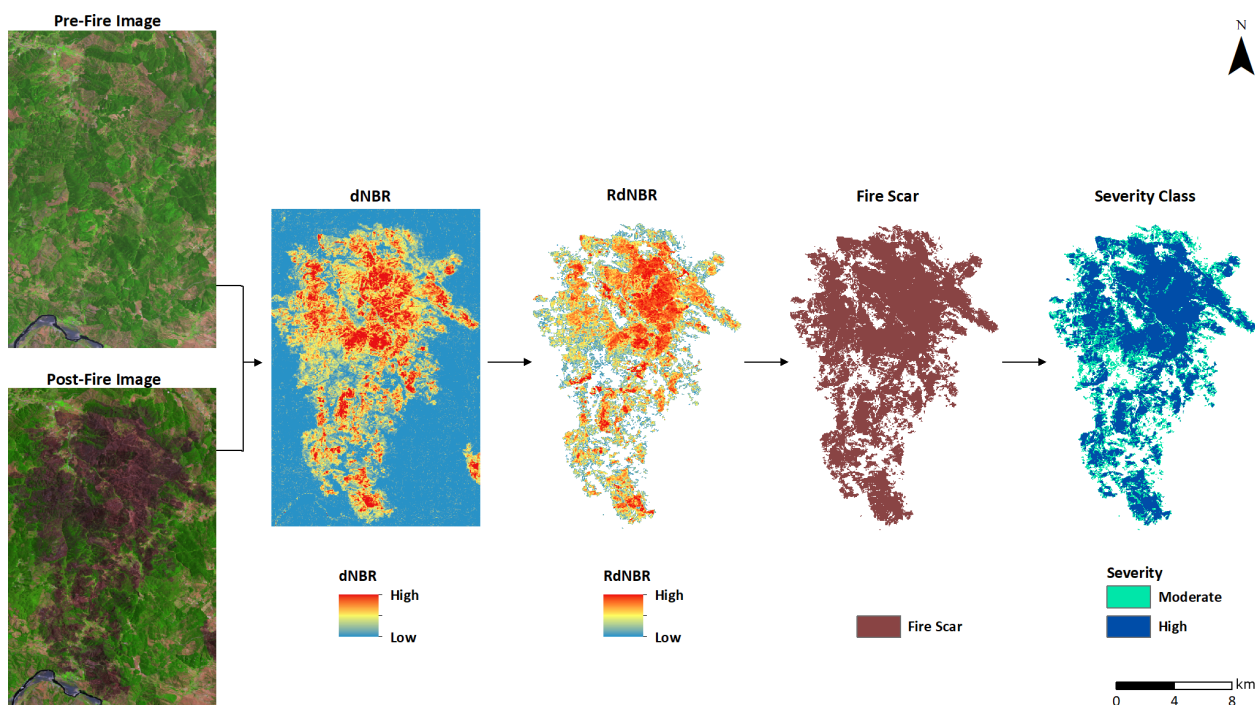 Pre-Fire Image
N
Post-Fire Image
dNBR
RdNBR
Fire Scar
Severity Class
dNBR
High
Low
RdNBR
High
Low
Fire Scar
Severity
Moderate
High
km
0 4 8